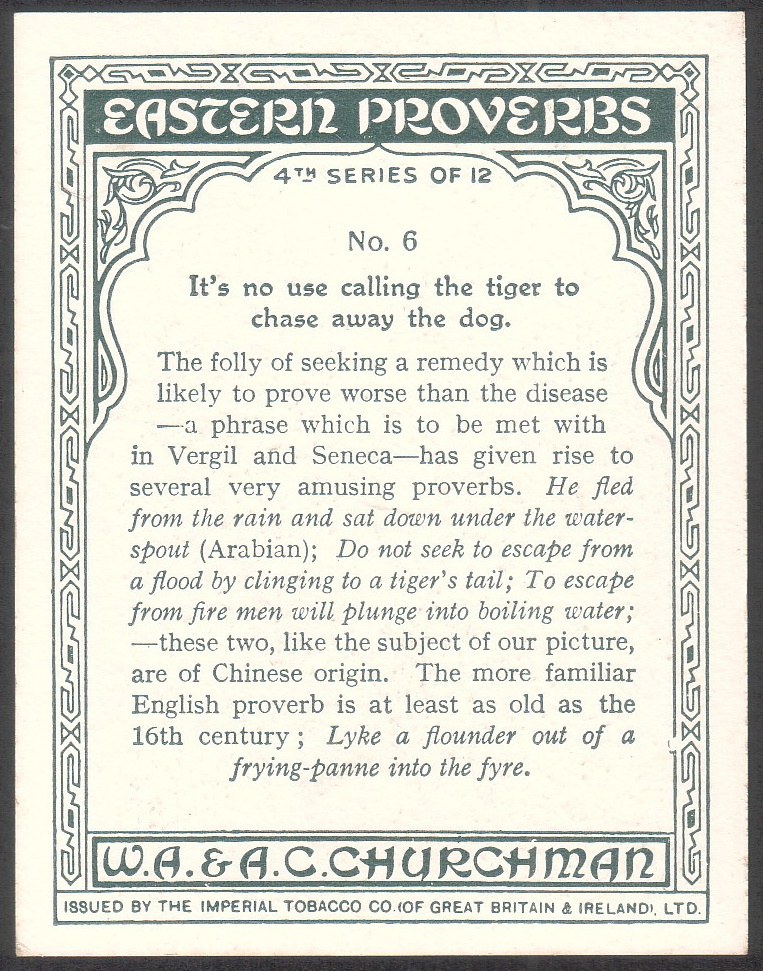 EASTERN PROVERBS
4TH SERIES OF 12
No. 6
It's no use calling the tiger to
chase away the dog.
The folly of seeking a remedy which is
likely to prove worse than the disease
—a phrase which is to be met with
in Vergil and Seneca—has given rise to
several very amusing proverbs. He fled
from the rain and sat down under the water-
spout (Arabian); Do not seek to escape from
a flood by clinging to a tiger's tail; To escape
from fire men will plunge into boiling water;
—these two, like the subject of our picture,
are of Chinese origin. The more familiar
English proverb is at least as old as the
16th century; Lyke a flounder out of a
frying-panne into the fyre.
W.A. & A.C. CHURCHMAN
ISSUED BY THE IMPERIAL TOBACCO CO. (OF GREAT BRITAIN & IRELAND), LTD.